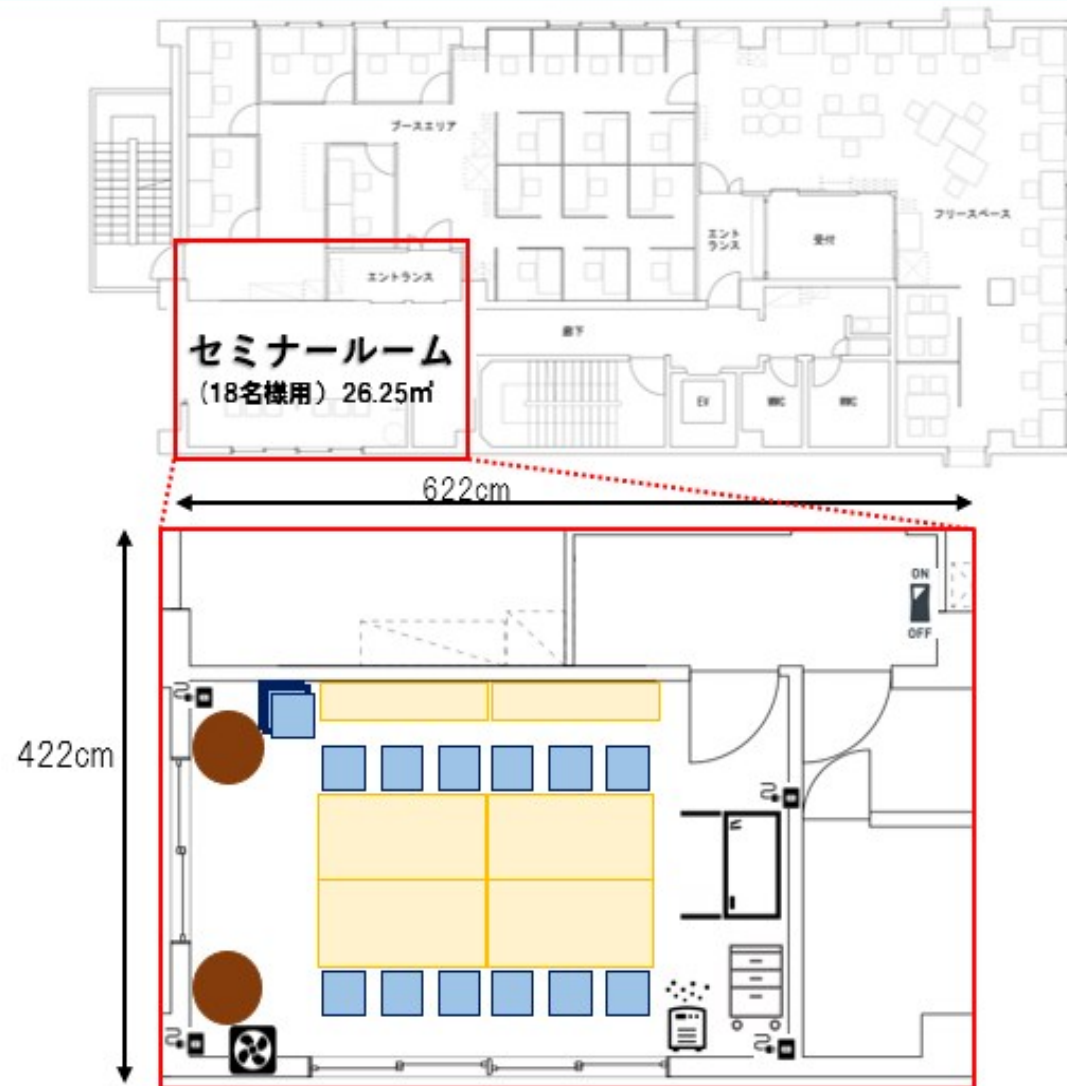 ブースエリア
フリースペース
エント
ランス
受付
エントランス
廊下
セミナールーム
（18名様用）26.25㎡
EV
622cm
422cm
ON
OFF